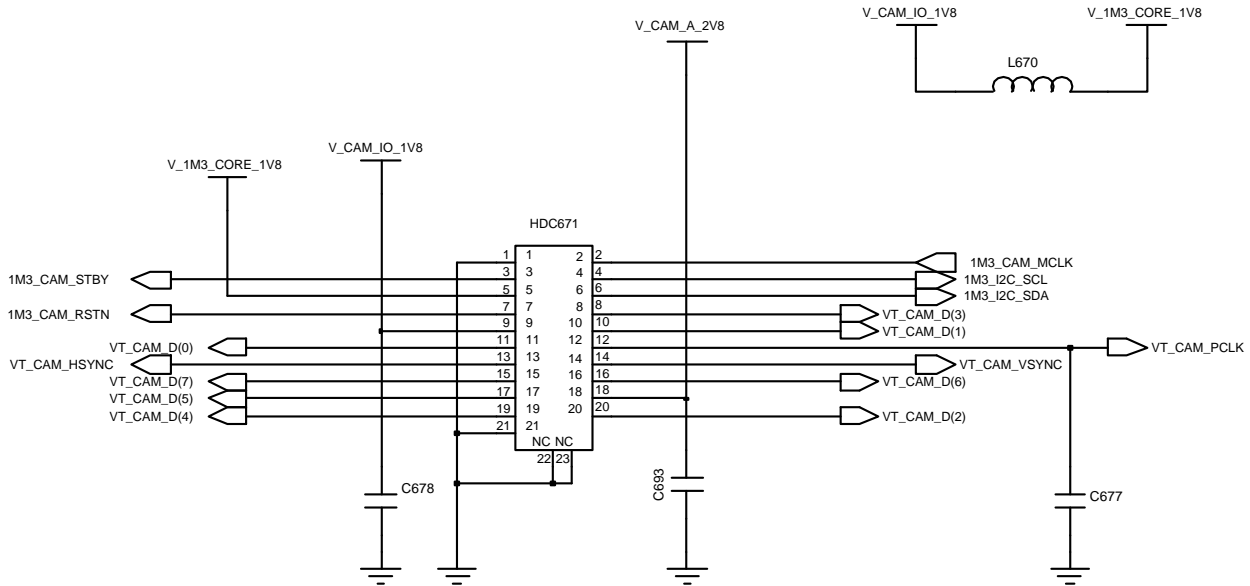 V_CAM_IO_1V8
V_1M3_CORE_1V8
V_CAM_A_2V8
L670
V_CAM_IO_1V8
V_1M3_CORE_1V8
HDC671
1 1 2 2
1M3_CAM_MCLK
1M3_CAM_STBY
3 3 4 4
1M3_I2C_SCL
5 5 6 6
1M3_I2C_SDA
1M3_CAM_RSTN
7 7 8 8
VT_CAM_D(3)
9 9 10 10
VT_CAM_D(1)
VT_CAM_D(0)
11 11 12 12
VT_CAM_PCLK
VT_CAM_HSYNC
13 13 14 14
VT_CAM_VSYNC
VT_CAM_D(7)
15 15 16 16
VT_CAM_D(6)
VT_CAM_D(5)
17 17 18 18
VT_CAM_D(4)
19 19 20 20
VT_CAM_D(2)
21 21
NC NC
22 23
C678
C693
C677